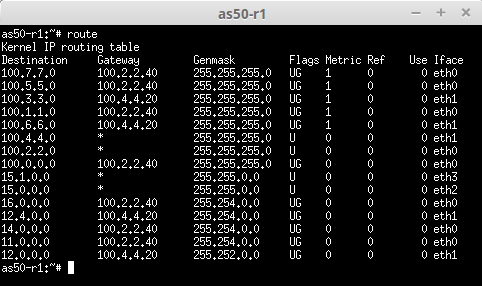 as50-r1
as50-r1:~# route
Kernel IP routing table
Destination Gateway Genmask Flags Metric Ref Use Iface
100.7.7.0 100.2.2.40 255.255.255.0 UG 1 0 0 eth0
100.5.5.0 100.2.2.40 255.255.255.0 UG 1 0 0 eth0
100.3.3.0 100.4.4.20 255.255.255.0 UG 1 0 0 eth1
100.1.1.0 100.2.2.40 255.255.255.0 UG 1 0 0 eth0
100.6.6.0 100.4.4.20 255.255.255.0 UG 1 0 0 eth1
100.4.4.0 * 255.255.255.0 U 0 0 0 eth1
100.2.2.0 * 255.255.255.0 U 0 0 0 eth0
100.0.0.0 100.2.2.40 255.255.255.0 UG 0 0 0 eth0
15.1.0.0 * 255.255.0.0 U 0 0 0 eth3
15.0.0.0 * 255.255.0.0 U 0 0 0 eth2
16.0.0.0 100.2.2.40 255.254.0.0 UG 0 0 0 eth0
12.4.0.0 100.4.4.20 255.254.0.0 UG 0 0 0 eth1
14.0.0.0 100.2.2.40 255.254.0.0 UG 0 0 0 eth0
11.0.0.0 100.2.2.40 255.254.0.0 UG 0 0 0 eth0
12.0.0.0 100.4.4.20 255.252.0.0 UG 0 0 0 eth1
as50-r1:~#